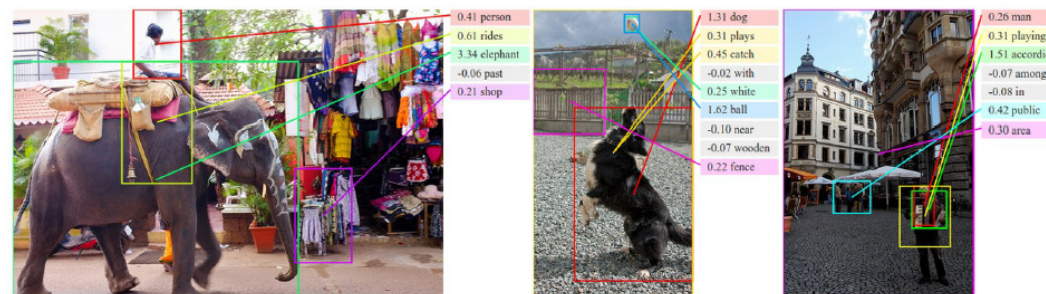 0.41 person
0.61 rides
3.34 elephant
-0.06 past
0.21 shop
1.31 dog
0.31 plays
0.45 catch
-0.02 with
0.25 white
1.62 ball
-0.10 near
-0.07 wooden
0.22 fence
0.26 man
0.31 playing
1.51 accordi
-0.07 among
-0.08 in
0.42 public
0.30 area